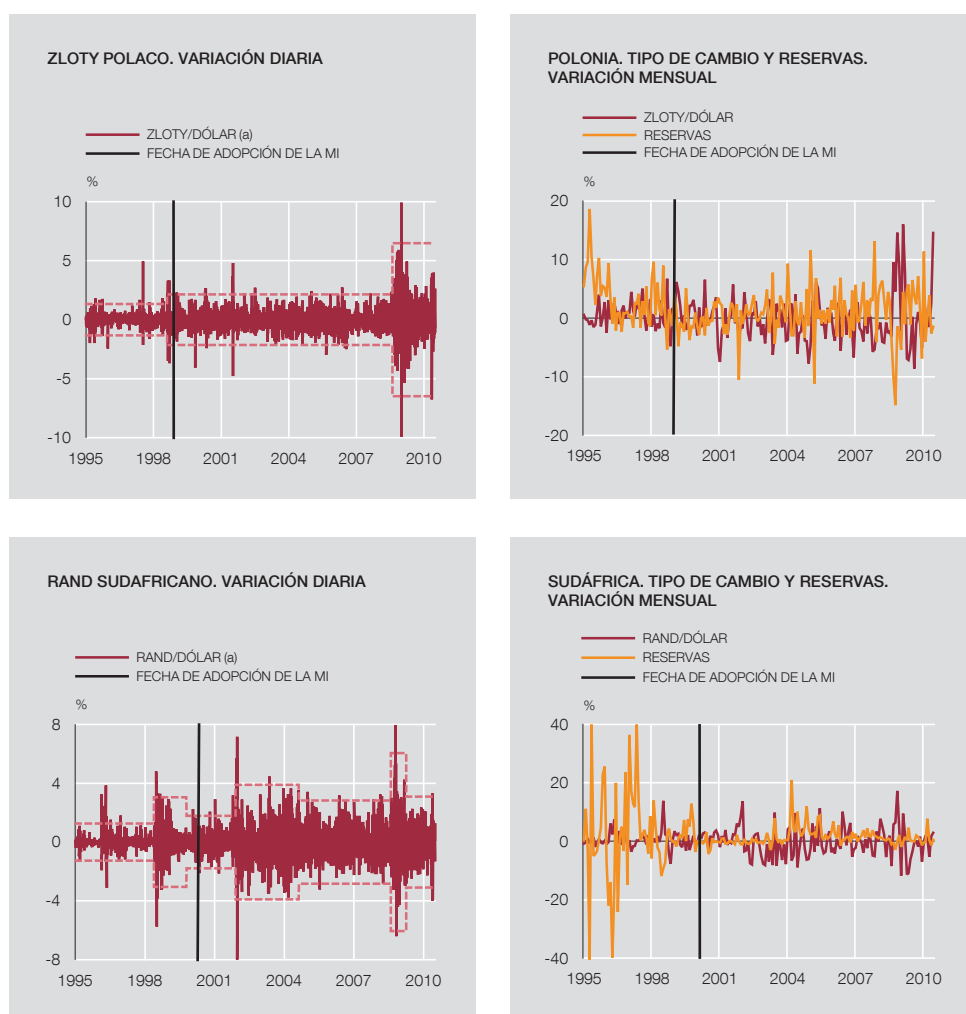 ZLOTY POLACO. VARIACIÓN DIARIA
ZLOTY/DÓLAR (a)
FECHA DE ADOPCIÓN DE LA MI
%
10
5
0
-5
-10
1995 1998 2001 2004 2007 2010
POLONIA. TIPO DE CAMBIO Y RESERVAS.
VARIACIÓN MENSUAL
ZLOTY/DÓLAR
RESERVAS
FECHA DE ADOPCIÓN DE LA MI
%
20
10
0
-10
-20
1995 1998 2001 2004 2007 2010
RAND SUDAFRICANO. VARIACIÓN DIARIA
RAND/DÓLAR (a)
FECHA DE ADOPCIÓN DE LA MI
%
8
4
0
-4
-8
1995 1998 2001 2004 2007 2010
SUDÁFRICA. TIPO DE CAMBIO Y RESERVAS.
VARIACIÓN MENSUAL
RAND/DÓLAR
RESERVAS
FECHA DE ADOPCIÓN DE LA MI
%
40
20
0
-20
-40
1995 1998 2001 2004 2007 2010